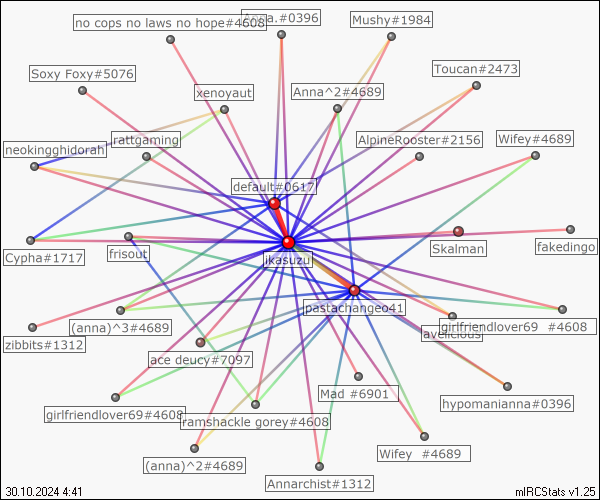 no cops no laws no hope#4608
Anna.#0396
Mushy#1984
Soxy Foxy#5076
Toucan#2473
xenoyaut
Anna^2#4689
rattgaming
AlpineRooster#2156
Wifey#4689
neokingghidorah
default#0617
Cypha#1717
frisout
ikasuzu
Skalman
fakedingo
pastachangeo41
(anna)^3#4689
girlfriendlover69  #4608
zibbits#1312
ace deucy#7097
Mad #6901
hypomanianna#0396
girlfriendlover69#4608
ramshackle gorey#4608
(anna)^2#4689
Wifey  #4689
Annarchist#1312
30.10.2024 4:41
mIRCStats v1.25